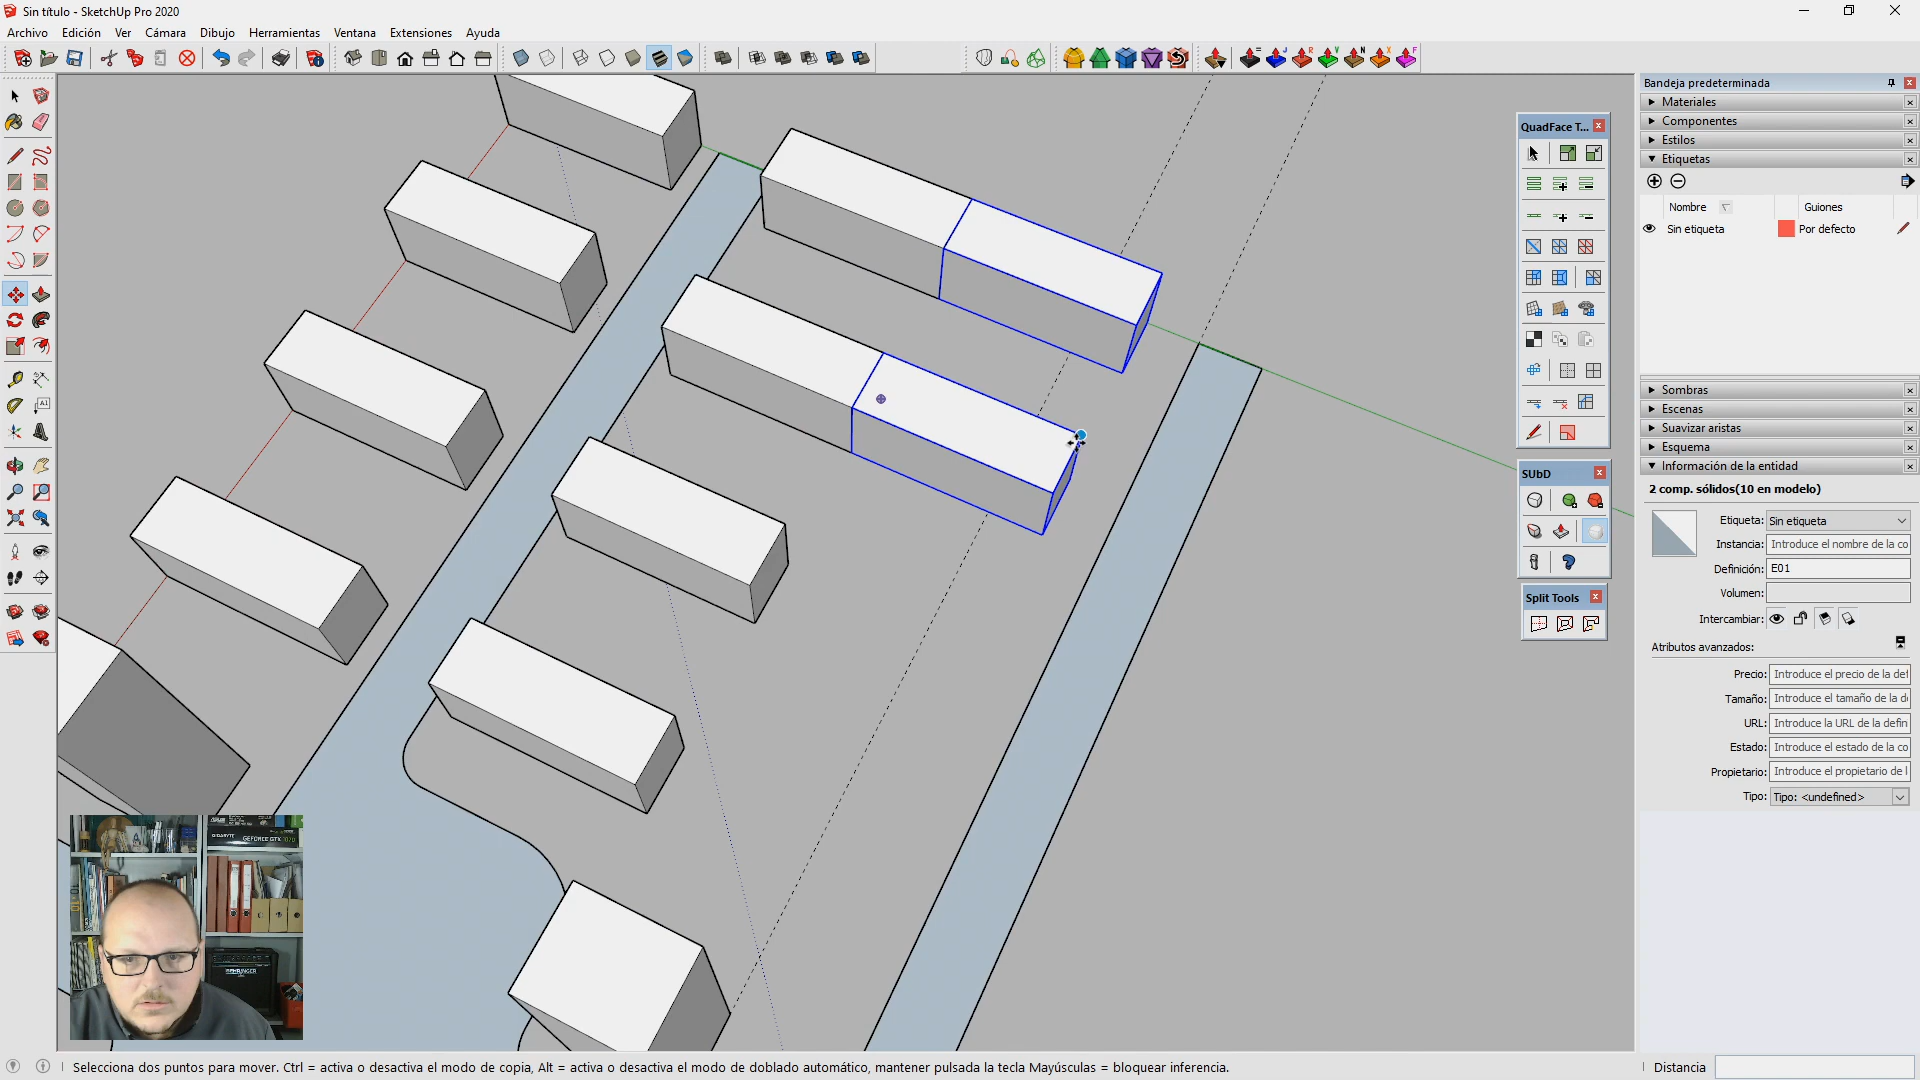 Sin título - SketchUp Pro 2020
Archivo Edición Ver Cámara Dibujo Herramientas Ventana Extensiones Ayuda
Bandeja predeterminada
Materiales
Componentes
Estilos
Etiquetas
Nombre Guiones
Sin etiqueta Por defecto
QuadFace T...
SUbD
Split Tools
Sombras
Escenas
Suavizar aristas
Esquema
Información de la entidad
2 comp. sólidos(10 en modelo)
Etiqueta: Sin etiqueta
Instancia: Introduce el nombre de la co
Definición: E01
Volumen:
Intercambiar:
Atributos avanzados:
Precio: Introduce el precio de la def
Tamaño: Introduce el tamaño de la d
URL: Introduce la URL de la defin
Estado: Introduce el estado de la co
Propietario: Introduce el propietario de l
Tipo: Tipo: <undefined>
GEFORCE GTX
BEHRINGER
Selecciona dos puntos para mover. Ctrl = activa o desactiva el modo de copia, Alt = activa o desactiva el modo de doblado automático, mantener pulsada la tecla Mayúsculas = bloquear inferencia.
Distancia